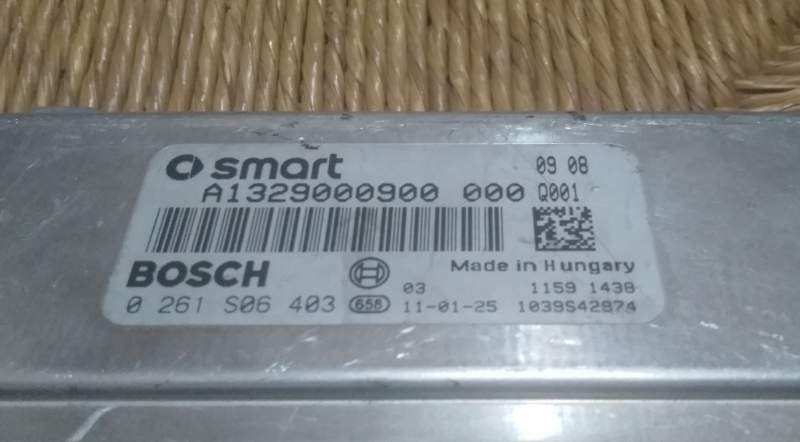 smart 09 08
A1329000900 000 Q001
BOSCH Made in Hungary
03 1159 1438
0 261 S06 403 658 11-01-25 1039S42874